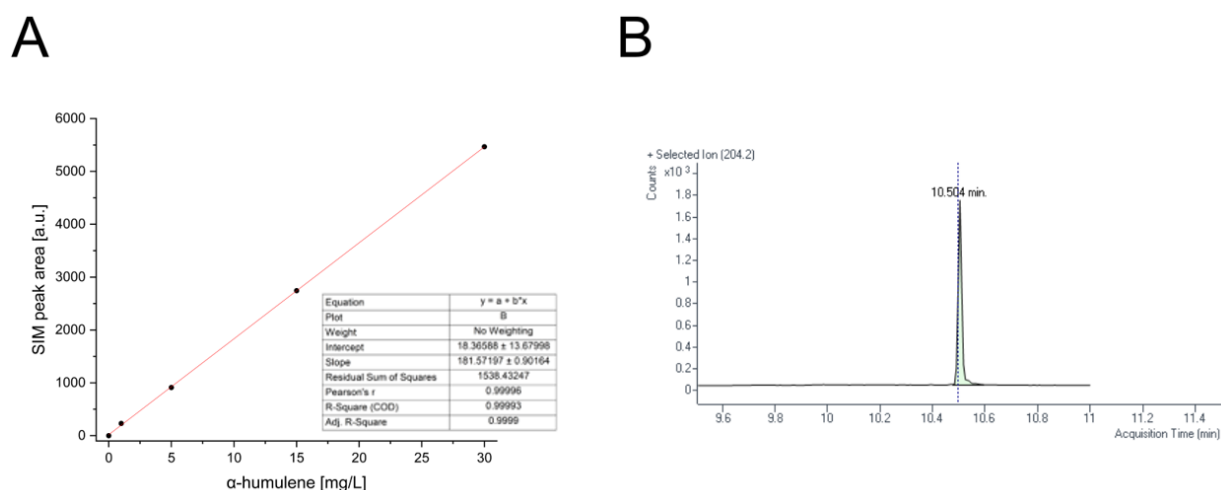 A
B
6000
5000
4000
3000
2000
1000
0
SIM peak area [a.u.]
0 5 10 15 20 25 30
α-humulene [mg/L]
Equation y = a + b*x
Plot B
Weight No Weighting
Intercept 18.36588 ± 13.67998
Slope 181.57197 ± 0.90164
Residual Sum of Squares 1538.43247
Pearson's r 0.99996
R-Square (COD) 0.99993
Adj. R-Square 0.9999
+ Selected Ion (204.2)
Counts
x10 3
10.504 min.
1.8
1.6
1.4
1.2
1
0.8
0.6
0.4
0.2
0
9.6 9.8 10 10.2 10.4 10.6 10.8 11 11.2 11.4
Acquisition Time (min)